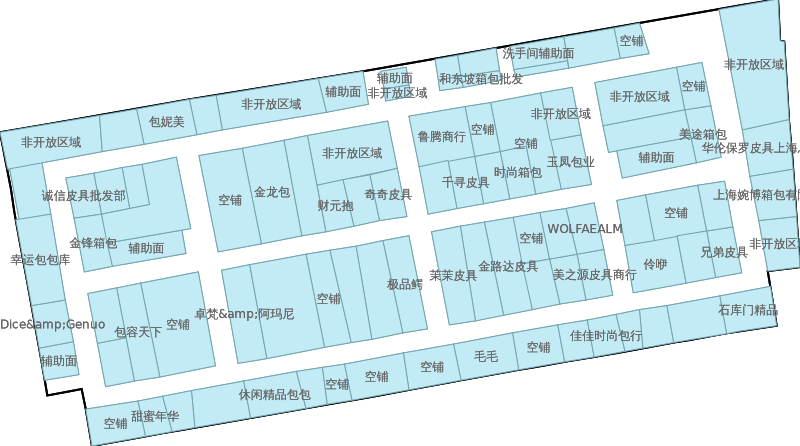 洗手间辅助面
空铺
非开放区域
辅助面
和东坡箱包批发
非开放区域
辅助面
非开放区域
空铺
非开放区域
包妮美
非开放区域
鲁腾商行
空铺
空铺
美途箱包
华伦保罗皮具上海
非开放区域
非开放区域
辅助面
玉凤包业
时尚箱包
千寻皮具
诚信皮具批发部
空铺
金龙包
财元抱
奇奇皮具
上海婉博箱包有限
空铺
WOLFAEALM
金锋箱包
辅助面
空铺
非开放区
兄弟皮具
幸运包包库
伶咿
金路达皮具
茉茉皮具
美之源皮具商行
极品鳄
空铺
卓梵&amp;阿玛尼
石库门精品
Dice&amp;Genuo
空铺
包容天下
佳佳时尚包行
空铺
毛毛
辅助面
空铺
空铺
空铺
休闲精品包包
甜蜜年华
空铺